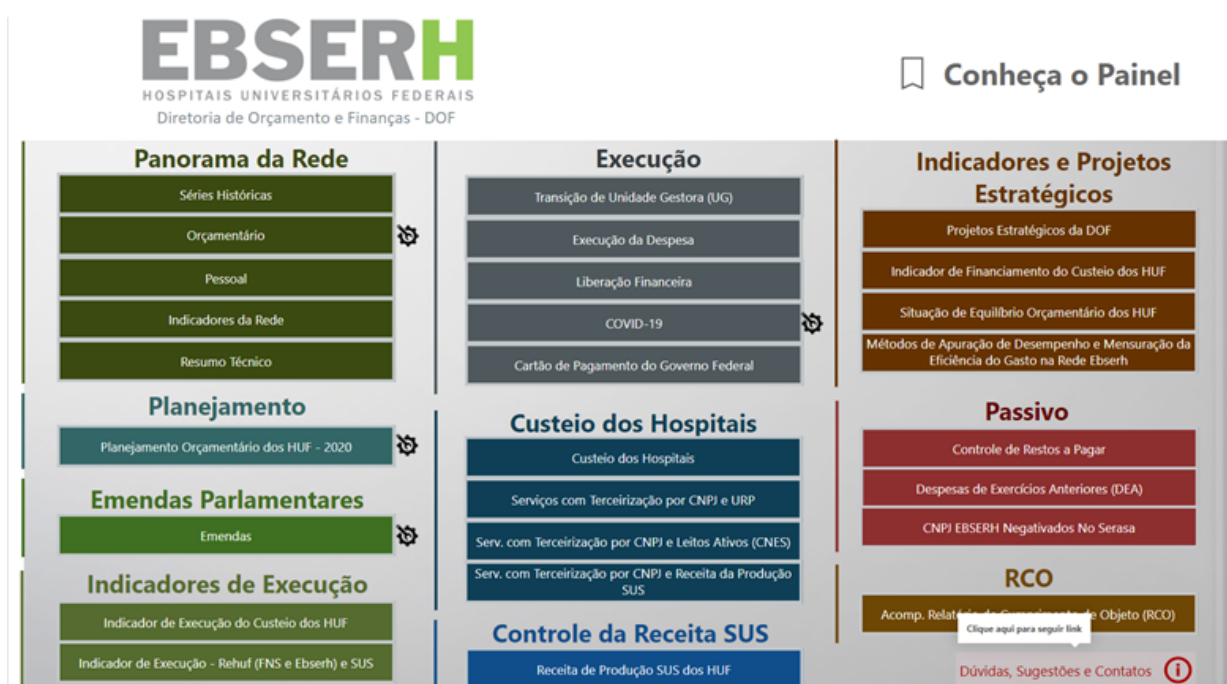 EBSERH
HOSPITAIS UNIVERSITÁRIOS FEDERAIS
Diretoria de Orçamento e Finanças - DOF
Conheça o Painel
Panorama da Rede
Séries Históricas
Orçamentário
Pessoal
Indicadores da Rede
Resumo Técnico
Planejamento
Planejamento Orçamentário dos HUF - 2020
Emendas Parlamentares
Emendas
Indicadores de Execução
Indicador de Execução do Custeio dos HUF
Indicador de Execução - Rehuf (FNS e Ebserh) e SUS
Execução
Transição de Unidade Gestora (UG)
Execução da Despesa
Liberação Financeira
COVID-19
Cartão de Pagamento do Governo Federal
Custeio dos Hospitais
Custeio dos Hospitais
Serviços com Terceirização por CNPJ e URP
Serv. com Terceirização por CNPJ e Leitos Ativos (CNES)
Serv. com Terceirização por CNPJ e Receita da Produção
SUS
Controle da Receita SUS
Receita de Produção SUS dos HUF
Indicadores e Projetos
Estratégicos
Projetos Estratégicos da DOF
Indicador de Financiamento do Custeio dos HUF
Situação de Equilíbrio Orçamentário dos HUF
Métodos de Apuração de Desempenho e Mensuração da
Eficiência do Gasto na Rede Ebserh
Passivo
Controle de Restos a Pagar
Despesas de Exercícios Anteriores (DEA)
CNPJ EBSERH Negativados No Serasa
RCO
Acomp. Relatório de Cumprimento de Objeto (RCO)
Clique aqui para seguir link
Dúvidas, Sugestões e Contatos